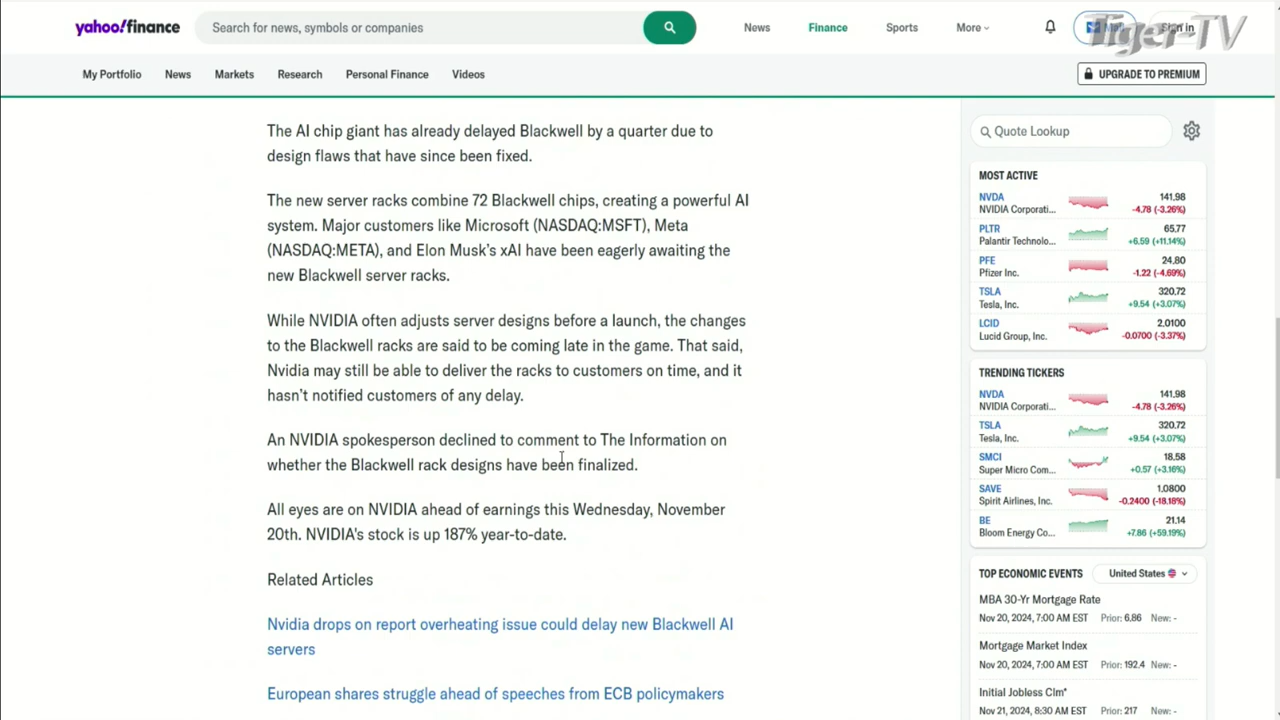 yahoo!finance
Search for news, symbols or companies
News
Finance
Sports
More
Sign in
Tiger-TV
My Portfolio
News
Markets
Research
Personal Finance
Videos
UPGRADE TO PREMIUM
The AI chip giant has already delayed Blackwell by a quarter due to
design flaws that have since been fixed.
The new server racks combine 72 Blackwell chips, creating a powerful AI
system. Major customers like Microsoft (NASDAQ:MSFT), Meta
(NASDAQ:META), and Elon Musk's xAI have been eagerly awaiting the
new Blackwell server racks.
While NVIDIA often adjusts server designs before a launch, the changes
to the Blackwell racks are said to be coming late in the game. That said,
Nvidia may still be able to deliver the racks to customers on time, and it
hasn't notified customers of any delay.
An NVIDIA spokesperson declined to comment to The Information on
whether the Blackwell rack designs have been finalized.
All eyes are on NVIDIA ahead of earnings this Wednesday, November
20th. NVIDIA's stock is up 187% year-to-date.
Related Articles
Nvidia drops on report overheating issue could delay new Blackwell AI
servers
European shares struggle ahead of speeches from ECB policymakers
Quote Lookup
MOST ACTIVE
NVDA 141.98
NVIDIA Corporati... -4.78 (-3.26%)
PLTR 65.77
Palantir Technolo... +6.59 (+11.14%)
PFE 24.80
Pfizer Inc. -1.22 (-4.69%)
TSLA 320.72
Tesla, Inc. +9.54 (+3.07%)
LCID 2.0100
Lucid Group, Inc. -0.0700 (-3.37%)
TRENDING TICKERS
NVDA 141.98
NVIDIA Corporati... -4.78 (-3.26%)
TSLA 320.72
Tesla, Inc. +9.54 (+3.07%)
SMCI 18.58
Super Micro Com... +0.57 (+3.16%)
SAVE 1.0800
Spirit Airlines, Inc. -0.2400 (-18.18%)
BE 21.14
Bloom Energy Co... +7.86 (+59.19%)
TOP ECONOMIC EVENTS United States
MBA 30-Yr Mortgage Rate
Nov 20, 2024, 7:00 AM EST Prior: 6.86 New: -
Mortgage Market Index
Nov 20, 2024, 7:00 AM EST Prior: 192.4 New: -
Initial Jobless Clm*
Nov 21, 2024, 8:30 AM EST Prior: 217 New: -